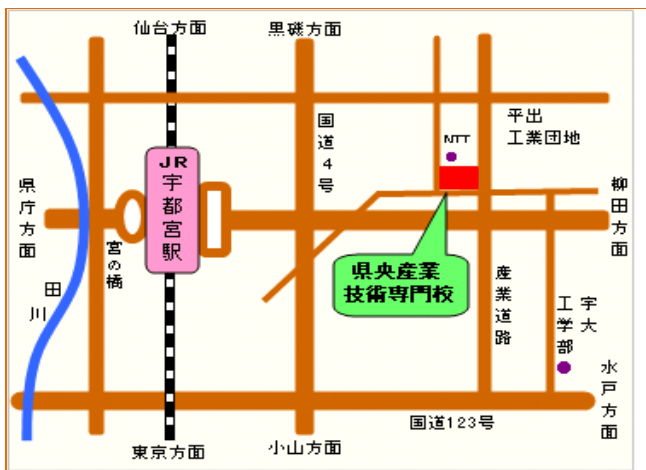 仙台方面
黒磯方面
国道4号
NTT
平出
工業団地
JR
宇都宮駅
県庁方面
柳田方面
宮の橋
田川
県央産業
技術専門校
産業道路
宇大
工学部
水戸方面
国道123号
東京方面
小山方面